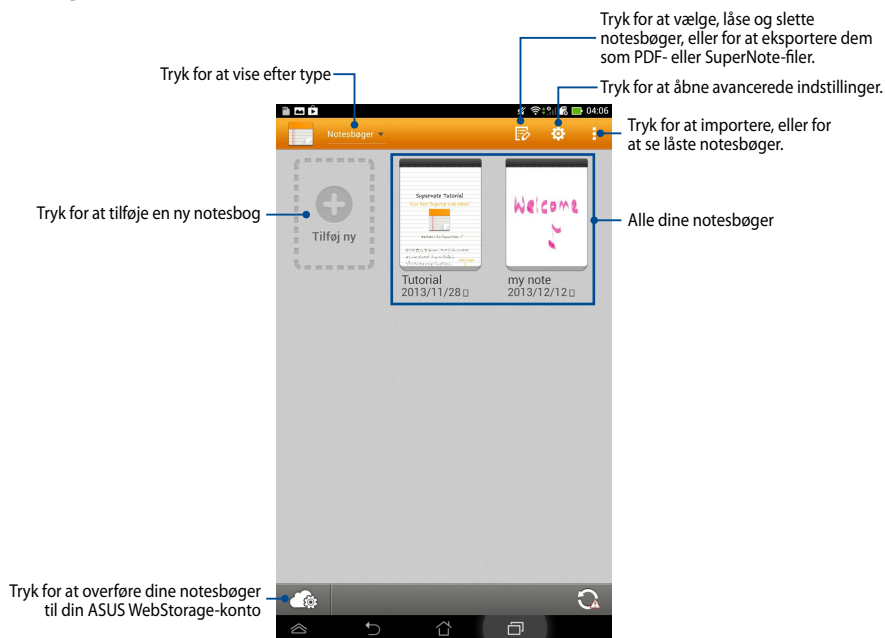 Tryk for at vælge, låse og slette
notesbøger, eller for at eksportere dem
som PDF- eller SuperNote-filer.
Tryk for at vise efter type
Tryk for at åbne avancerede indstillinger.
04:06
Notesbøger
Tryk for at importere, eller for
at se låste notesbøger.
Supernote Tutorial
Welcome
Tryk for at tilføje en ny notesbog
Tilføj ny
Alle dine notesbøger
Tutorial
2013/11/28
my note
2013/12/12
Tryk for at overføre dine notesbøger
til din ASUS WebStorage-konto